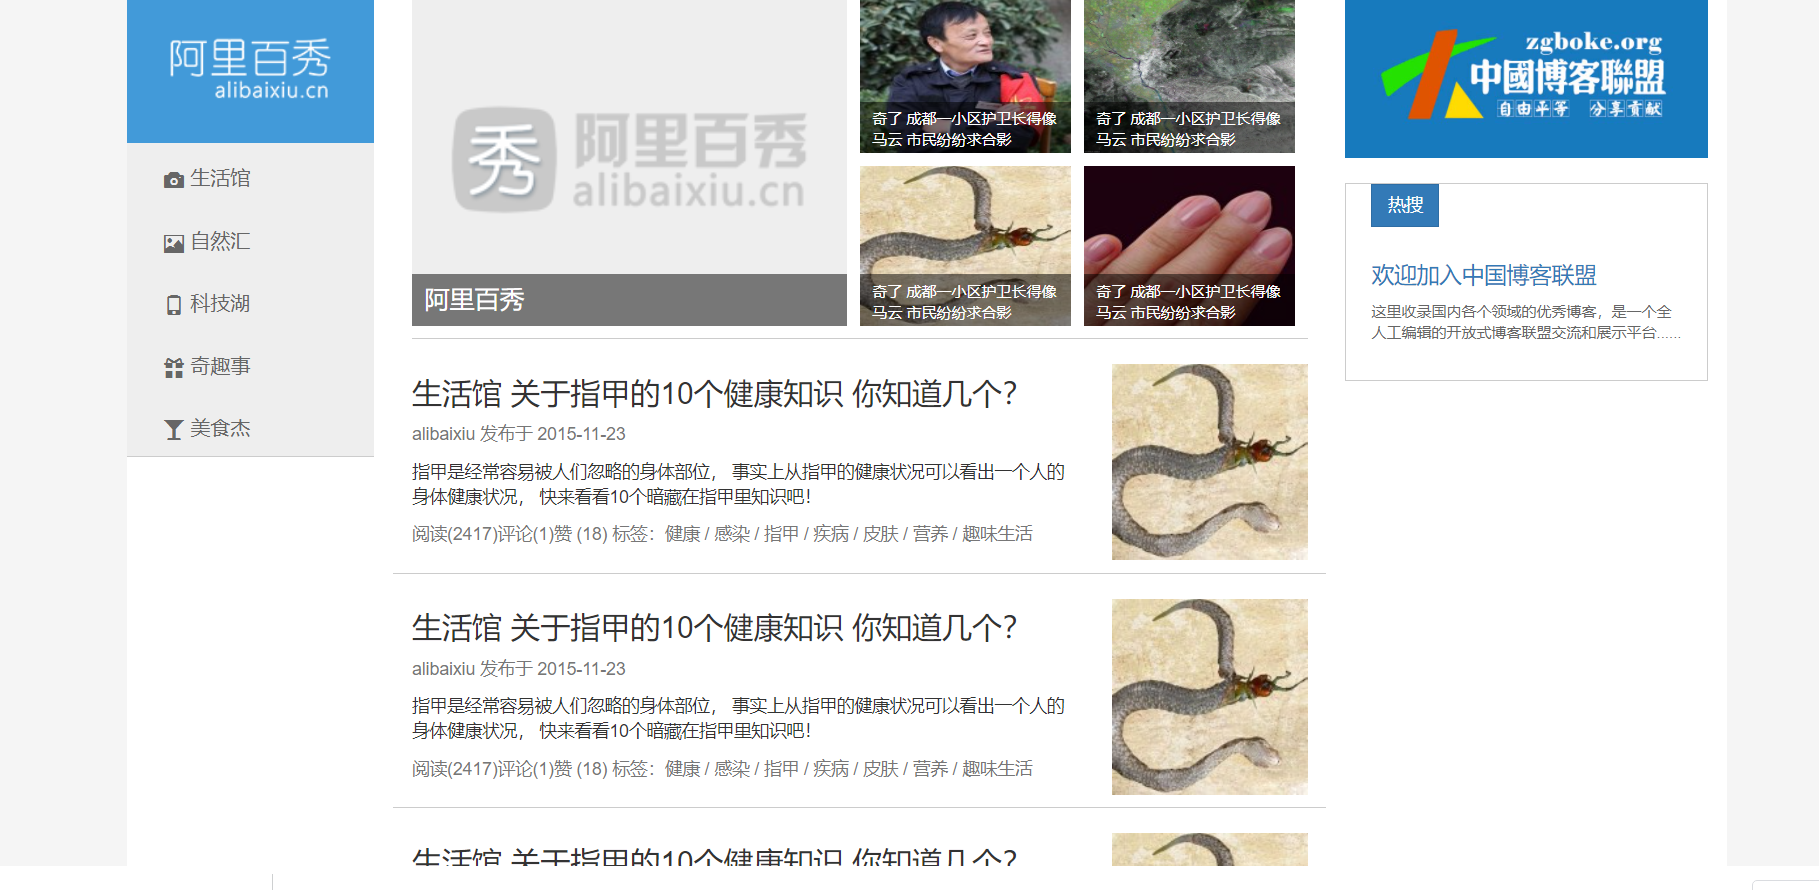 阿里百秀
alibaixiu.cn
生活馆
自然汇
科技湖
奇趣事
美食杰
秀 阿里百秀
alibaixiu.cn
阿里百秀
奇了 成都一小区护卫长得像
马云 市民纷纷求合影
奇了 成都一小区护卫长得像
马云 市民纷纷求合影
奇了 成都一小区护卫长得像
马云 市民纷纷求合影
奇了 成都一小区护卫长得像
马云 市民纷纷求合影
生活馆 关于指甲的10个健康知识 你知道几个？
alibaixiu 发布于 2015-11-23
指甲是经常容易被人们忽略的身体部位， 事实上从指甲的健康状况可以看出一个人的
身体健康状况， 快来看看10个暗藏在指甲里知识吧！
阅读(2417)评论(1)赞 (18) 标签：健康 / 感染 / 指甲 / 疾病 / 皮肤 / 营养 / 趣味生活
生活馆 关于指甲的10个健康知识 你知道几个？
alibaixiu 发布于 2015-11-23
指甲是经常容易被人们忽略的身体部位， 事实上从指甲的健康状况可以看出一个人的
身体健康状况， 快来看看10个暗藏在指甲里知识吧！
阅读(2417)评论(1)赞 (18) 标签：健康 / 感染 / 指甲 / 疾病 / 皮肤 / 营养 / 趣味生活
生活馆 关于指甲的10个健康知识 你知道几个？
zgboke.org
中國博客聯盟
自由平等 分享貢献
热搜
欢迎加入中国博客联盟
这里收录国内各个领域的优秀博客，是一个全
人工编辑的开放式博客联盟交流和展示平台......